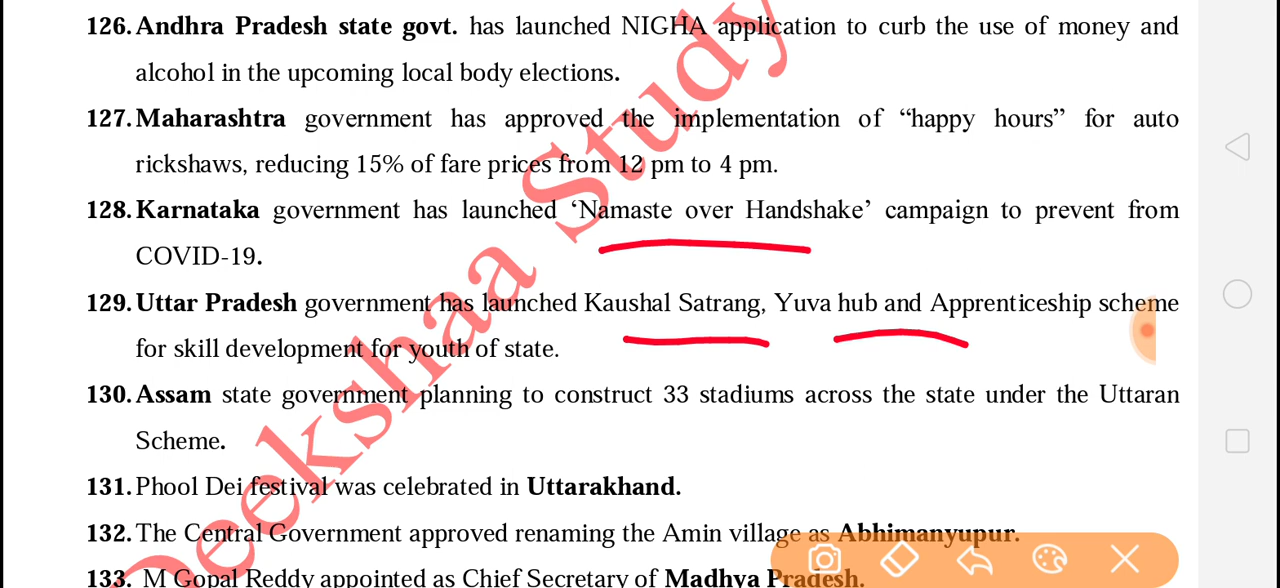 126. Andhra Pradesh state govt. has launched NIGHA application to curb the use of money and
alcohol in the upcoming local body elections.
127. Maharashtra government has approved the implementation of “happy hours” for auto
rickshaws, reducing 15% of fare prices from 12 pm to 4 pm.
128. Karnataka government has launched ‘Namaste over Handshake’ campaign to prevent from
COVID-19.
129. Uttar Pradesh government has launched Kaushal Satrang, Yuva hub and Apprenticeship scheme
for skill development for youth of state.
130. Assam state government planning to construct 33 stadiums across the state under the Uttaran
Scheme.
131. Phool Dei festival was celebrated in Uttarakhand.
132. The Central Government approved renaming the Amin village as Abhimanyupur.
133. M Gopal Reddy appointed as Chief Secretary of Madhya Pradesh.
Deekshaa Study